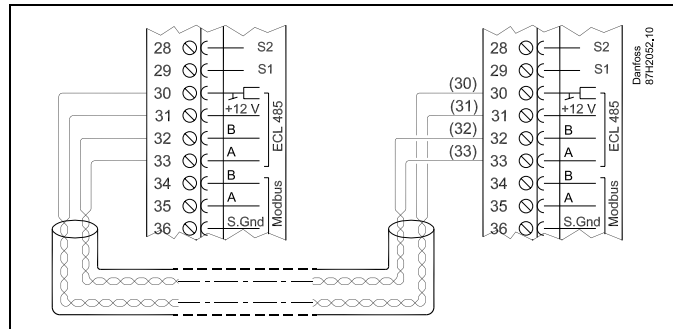 28 S2
29 S1
30
31 +12 V
32 B
33 A
34 B
35 A
36 S.Gnd
ECL 485
Modbus
(30)
(31)
(32)
(33)
28 S2
29 S1
30
31 +12 V
32 B
33 A
34 B
35 A
36 S.Gnd
ECL 485
Modbus
Danfoss
87H2052.10